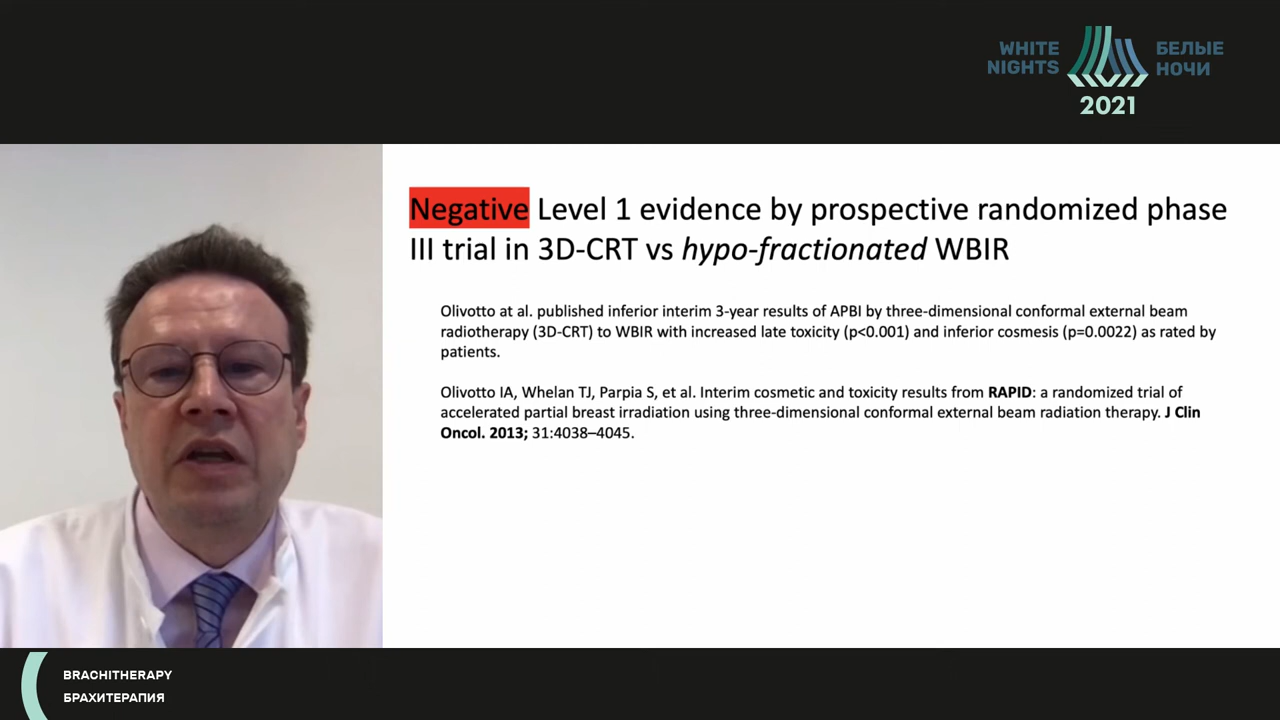 WHITE
NIGHTS
БЕЛЫЕ
НОЧИ
2021
Negative Level 1 evidence by prospective randomized phase
III trial in 3D-CRT vs hypo-fractionated WBIR
Olivotto at al. published inferior interim 3-year results of APBI by three-dimensional conformal external beam
radiotherapy (3D-CRT) to WBIR with increased late toxicity (p<0.001) and inferior cosmesis (p=0.0022) as rated by
patients.
Olivotto IA, Whelan TJ, Parpia S, et al. Interim cosmetic and toxicity results from RAPID: a randomized trial of
accelerated partial breast irradiation using three-dimensional conformal external beam radiation therapy. J Clin
Oncol. 2013; 31:4038–4045.
BRACHITHERAPY
БРАХИТЕРАПИЯ